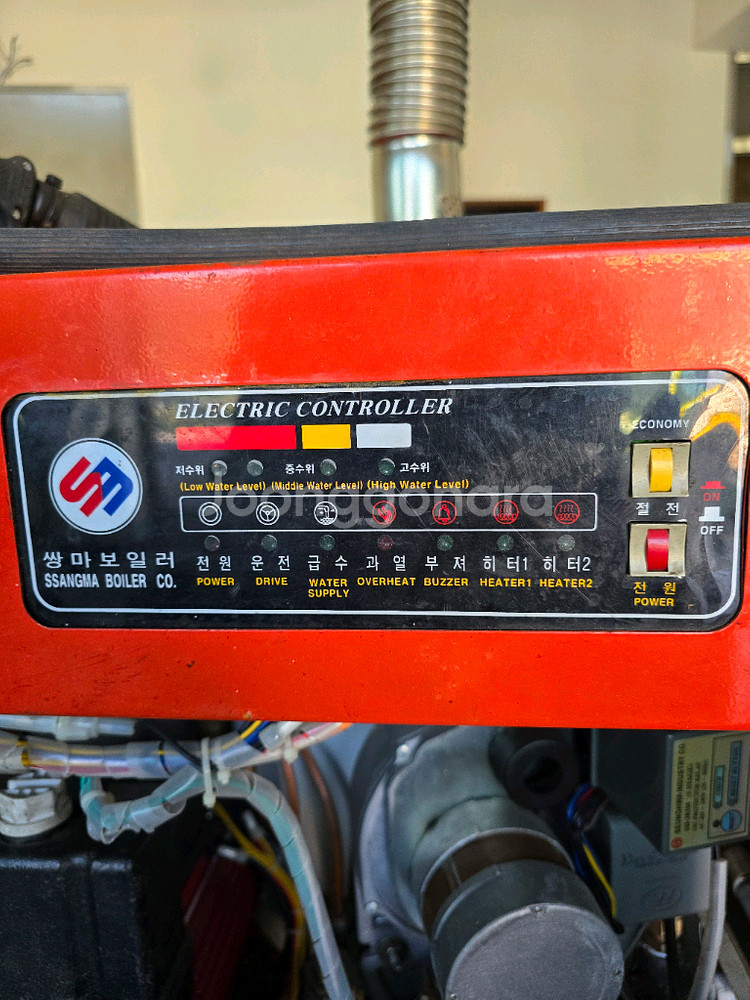 ELECTRIC CONTROLLER
ECONOMY
저수위 중수위 고수위
(Low Water Level) (Middle Water Level) (High Water Level)
joonggonara
절 전
ON
OFF
쌍마보일러
SSANGMA BOILER CO.
전원 운전 급수 과열 부져 히터1 히터2
POWER DRIVE WATER SUPPLY OVERHEAT BUZZER HEATER1 HEATER2
전 원
POWER